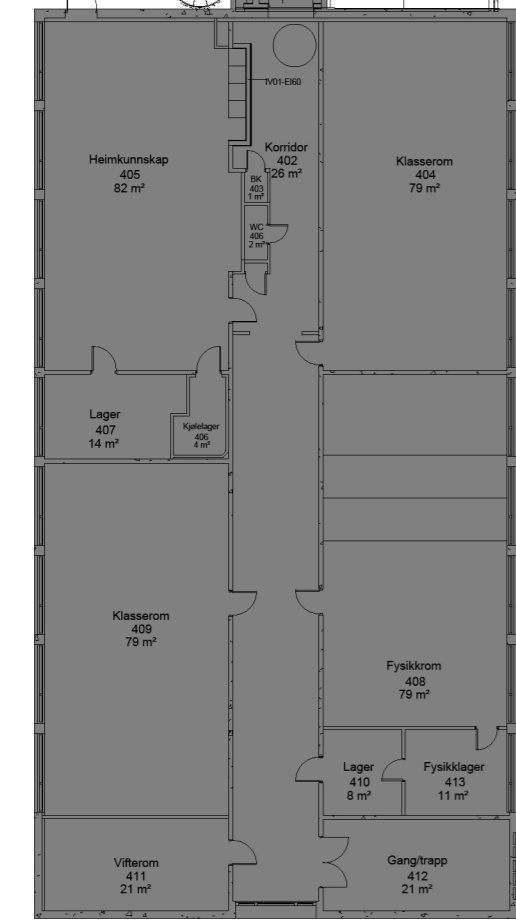 IV01-EI60
Heimkunnskap
405
82 m²
Korridor
402
26 m²
Klasserom
404
79 m²
BK
403
1 m²
WC
406
2 m²
Lager
407
14 m²
Kjølelager
406
4 m²
Klasserom
409
79 m²
Fysikkrom
408
79 m²
Lager
410
8 m²
Fysikklager
413
11 m²
Vifterom
411
21 m²
Gang/trapp
412
21 m²